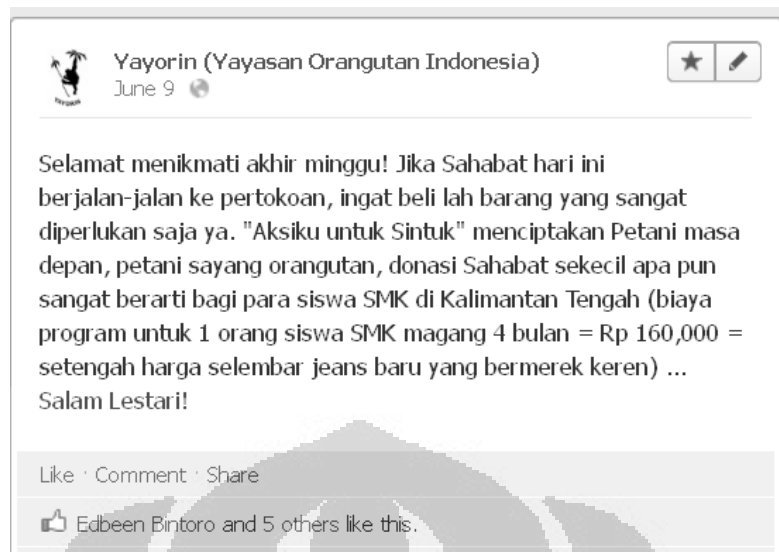 Yayorin (Yayasan Orangutan Indonesia)
June 9
YAYORIN
Selamat menikmati akhir minggu! Jika Sahabat hari ini
berjalan-jalan ke pertokoan, ingat beli lah barang yang sangat
diperlukan saja ya. "Aksiku untuk Sintuk" menciptakan Petani masa
depan, petani sayang orangutan, donasi Sahabat sekecil apa pun
sangat berarti bagi para siswa SMK di Kalimantan Tengah (biaya
program untuk 1 orang siswa SMK magang 4 bulan = Rp 160,000 =
setengah harga selembar jeans baru yang bermerek keren) ...
Salam Lestari!
Like · Comment · Share
Edbeen Bintoro and 5 others like this.